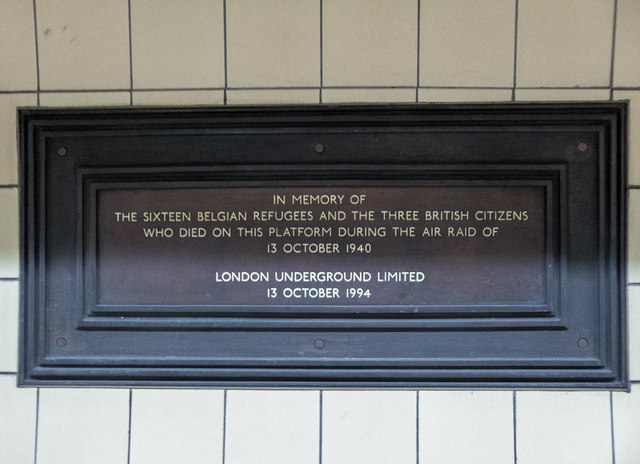 IN MEMORY OF
THE SIXTEEN BELGIAN REFUGEES AND THE THREE BRITISH CITIZENS
WHO DIED ON THIS PLATFORM DURING THE AIR RAID OF
13 OCTOBER 1940
LONDON UNDERGROUND LIMITED
13 OCTOBER 1994